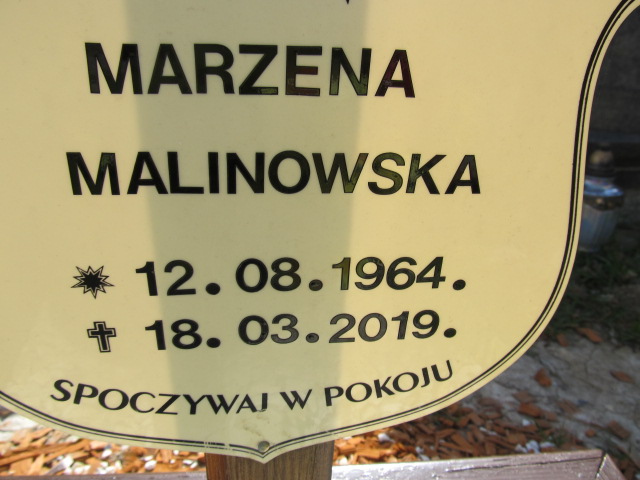 MARZENA
MALINOWSKA
12.08.1964.
18.03.2019.
SPOCZYWAJ W POKOJU